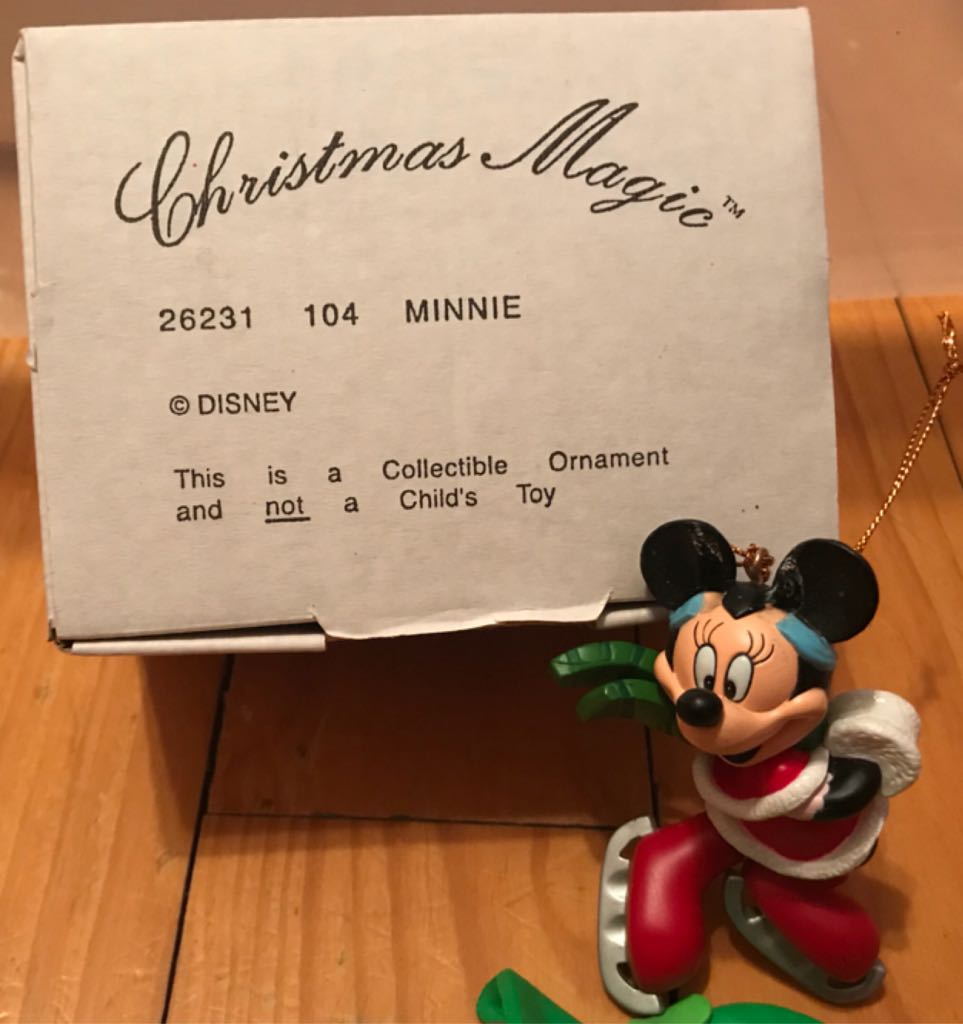 Christmas Magic™
26231 104 MINNIE
© DISNEY
This is a Collectible Ornament
and not a Child's Toy